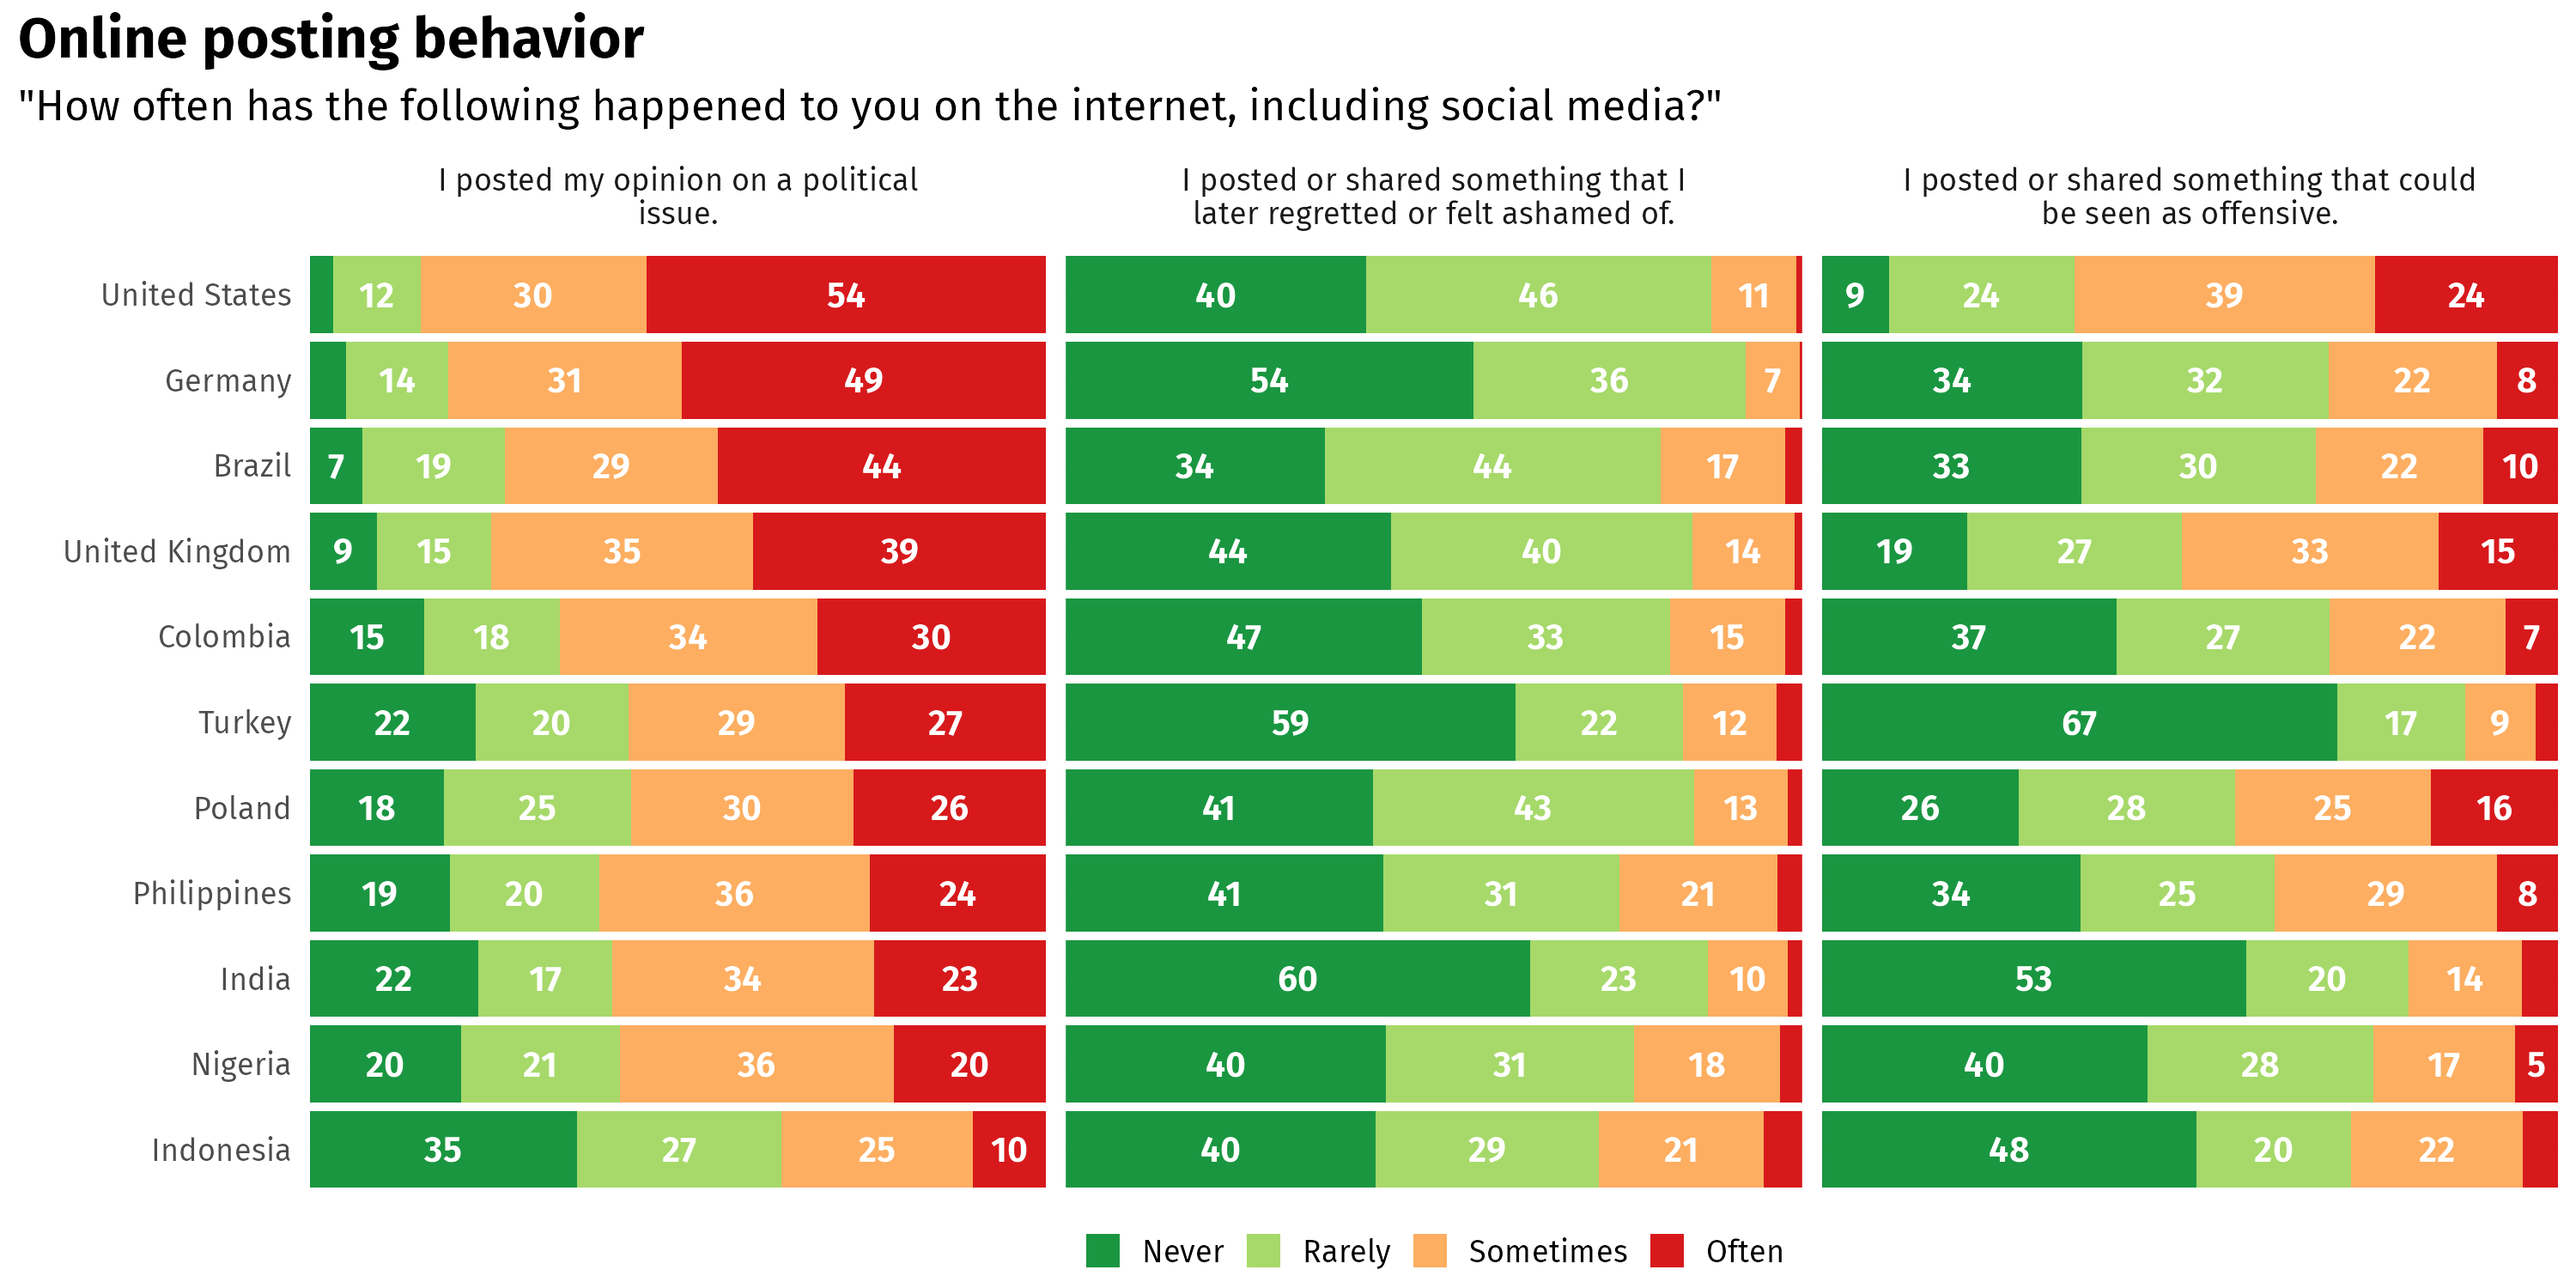 Online posting behavior
"How often has the following happened to you on the internet, including social media?"
I posted my opinion on a political
issue.
I posted or shared something that I
later regretted or felt ashamed of.
I posted or shared something that could
be seen as offensive.
United States 12 30 54 40 46 11 9 24 39 24
Germany 14 31 49 54 36 7 34 32 22 8
Brazil 7 19 29 44 34 44 17 33 30 22 10
United Kingdom 9 15 35 39 44 40 14 19 27 33 15
Colombia 15 18 34 30 47 33 15 37 27 22 7
Turkey 22 20 29 27 59 22 12 67 17 9
Poland 18 25 30 26 41 43 13 26 28 25 16
Philippines 19 20 36 24 41 31 21 34 25 29 8
India 22 17 34 23 60 23 10 53 20 14
Nigeria 20 21 36 20 40 31 18 40 28 17 5
Indonesia 35 27 25 10 40 29 21 48 20 22
Never Rarely Sometimes Often